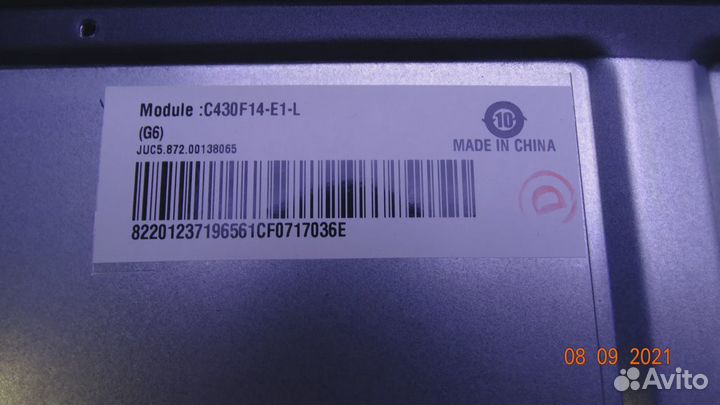 Module :C430F14-E1-L
(G6)
JUC5.872.00138065
10
MADE IN CHINA
D
82201237196561CF0717036E
08 09 2021
Avito